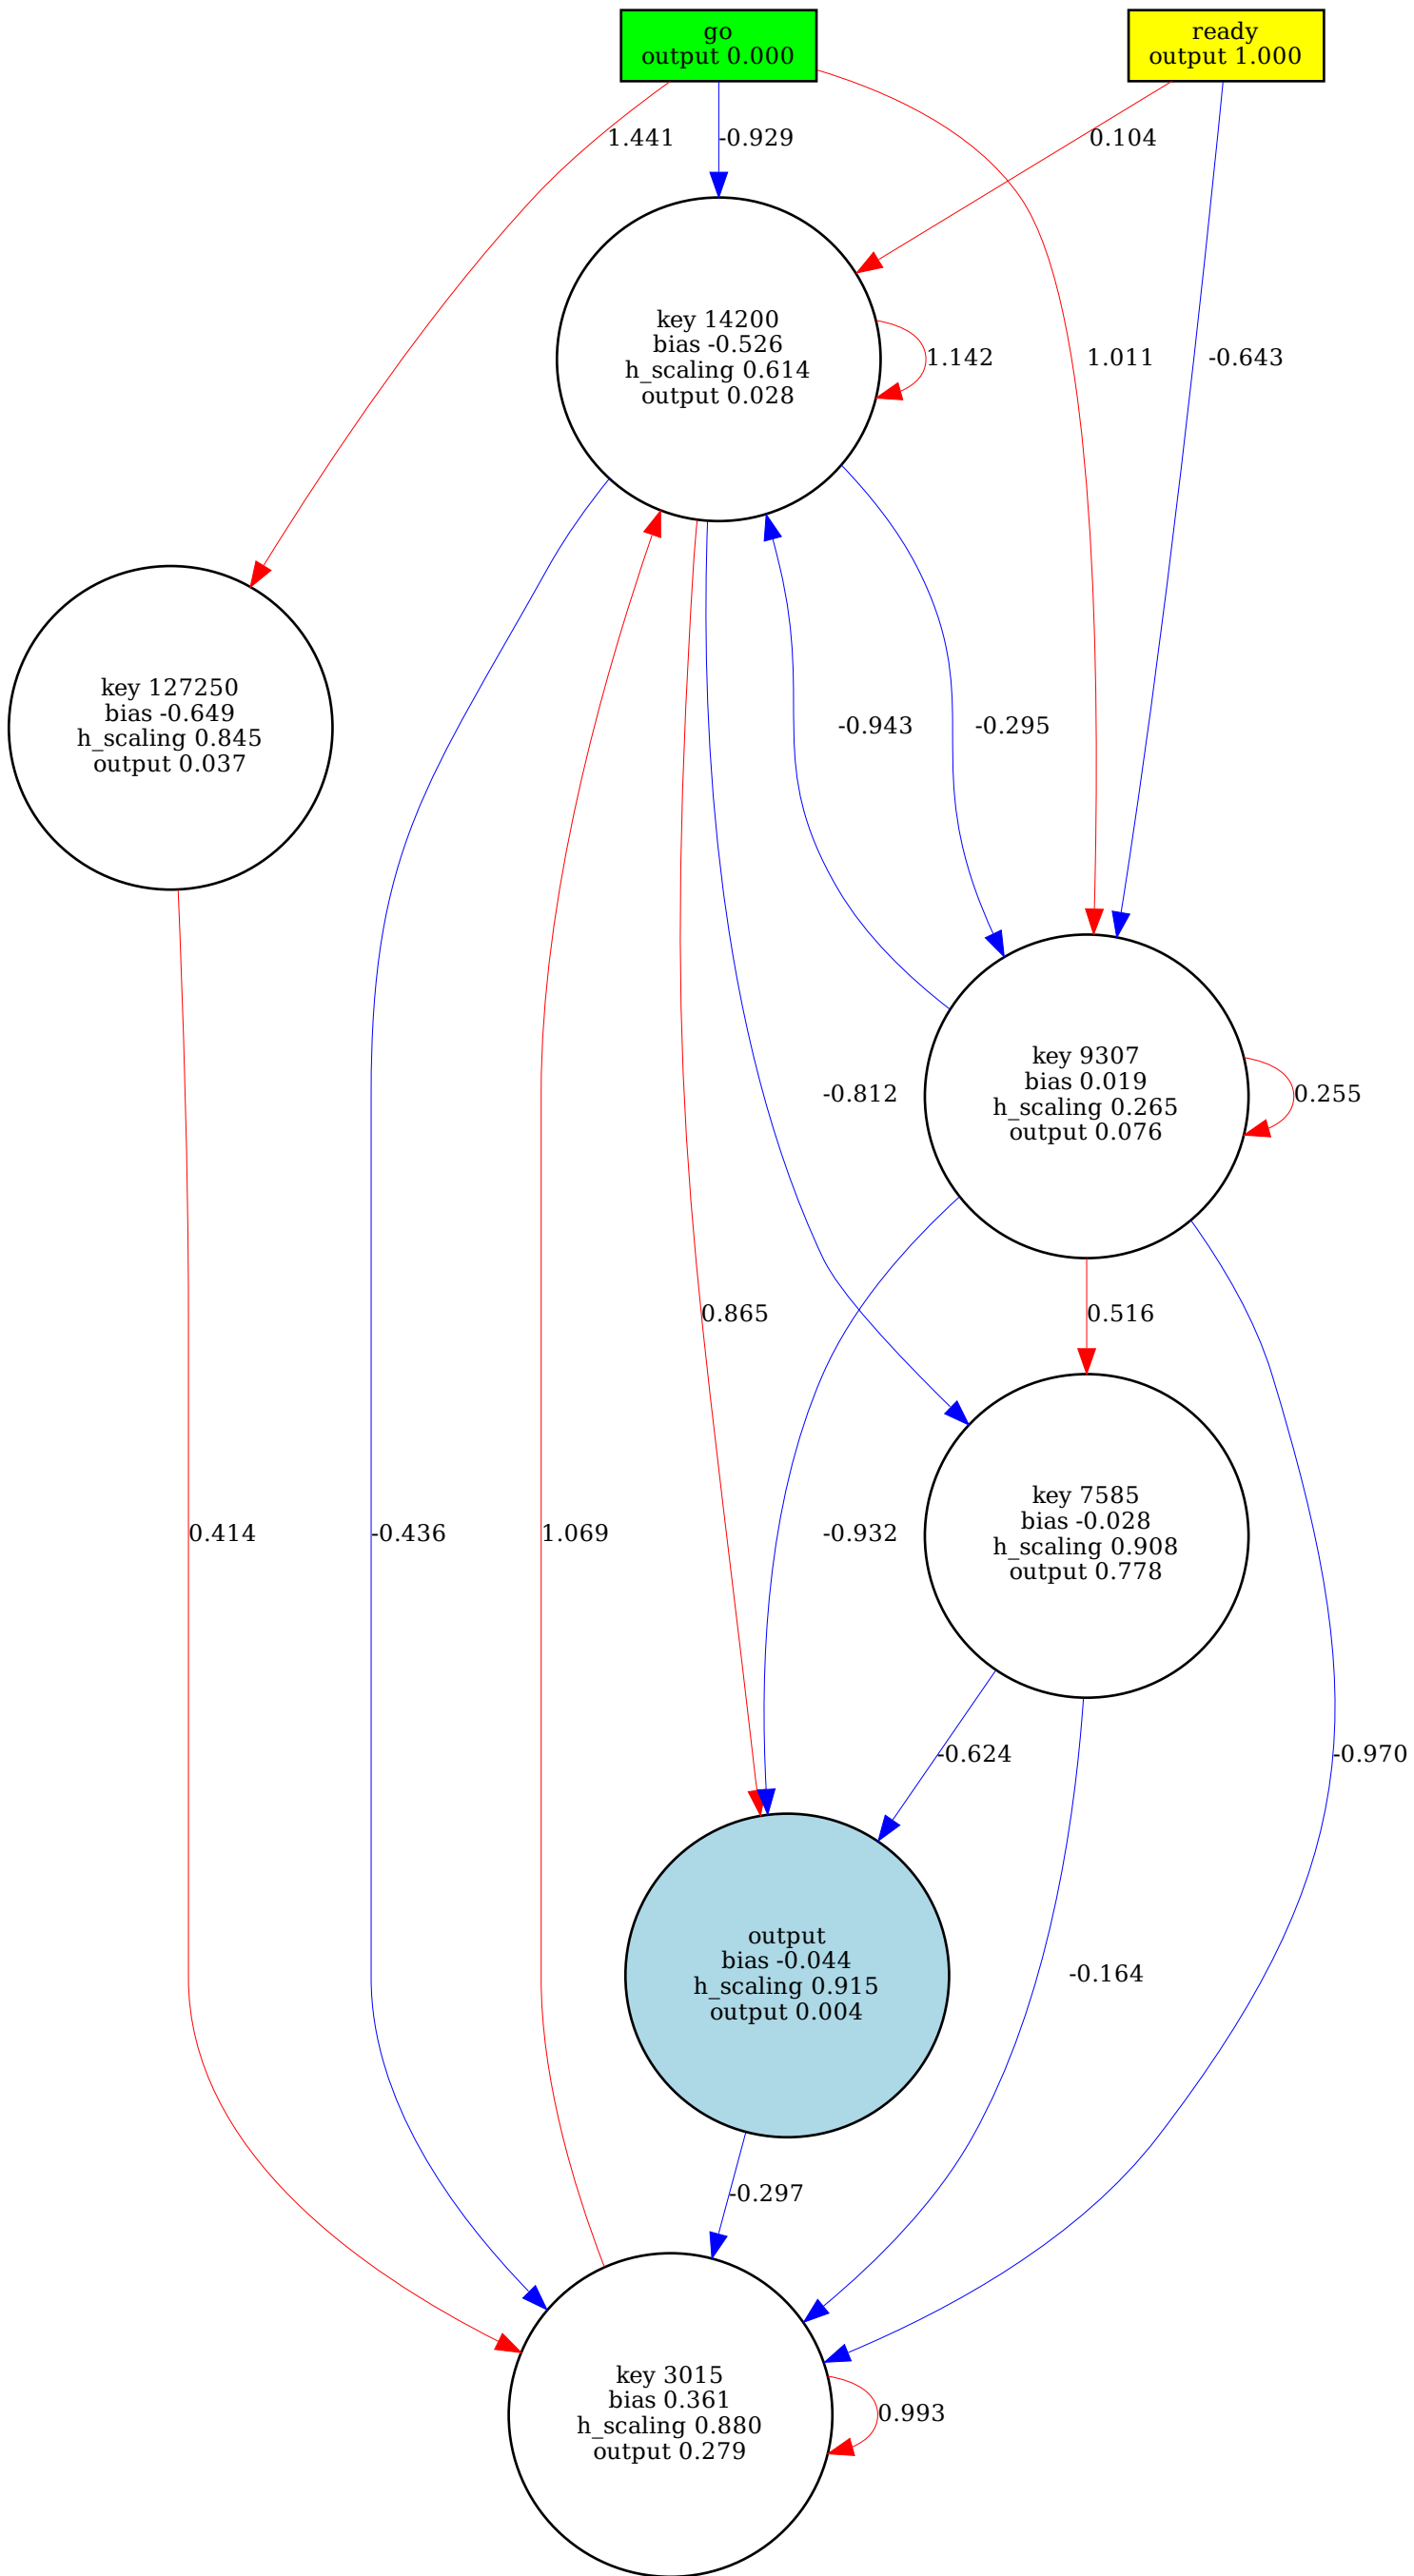 go
output 0.000
ready
output 1.000
1.441
-0.929
0.104
key 14200
bias -0.526
h_scaling 0.614
output 0.028
1.142
1.011
-0.643
key 127250
bias -0.649
h_scaling 0.845
output 0.037
-0.943
-0.295
key 9307
bias 0.019
h_scaling 0.265
output 0.076
-0.812
0.255
0.865
0.516
key 7585
bias -0.028
h_scaling 0.908
output 0.778
0.414
-0.436
1.069
-0.932
-0.624
-0.970
output
bias -0.044
h_scaling 0.915
output 0.004
-0.164
-0.297
key 3015
bias 0.361
h_scaling 0.880
output 0.279
0.993